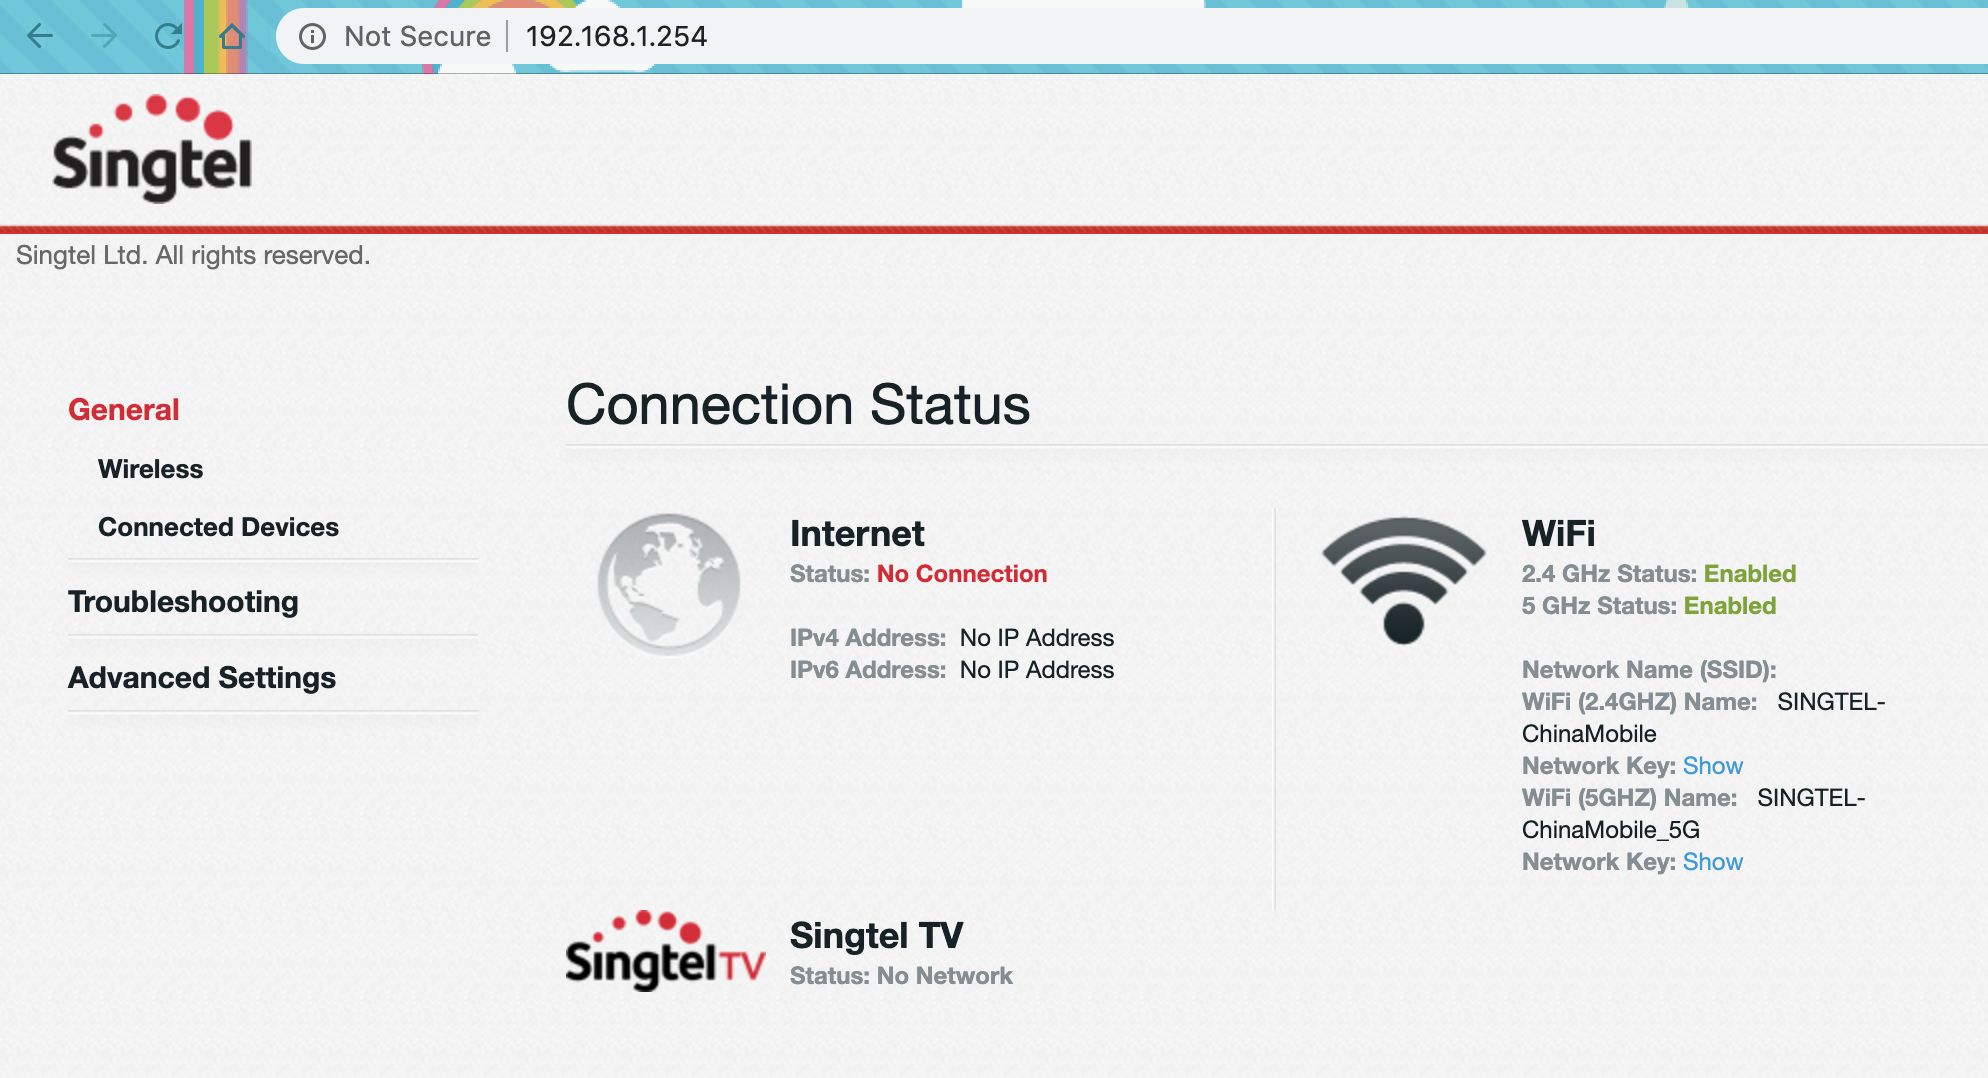 Not Secure | 192.168.1.254
Singtel
Singtel Ltd. All rights reserved.
General
Wireless
Connected Devices
Troubleshooting
Advanced Settings
Connection Status
Internet
Status: No Connection
IPv4 Address: No IP Address
IPv6 Address: No IP Address
WiFi
2.4 GHz Status: Enabled
5 GHz Status: Enabled
Network Name (SSID):
WiFi (2.4GHZ) Name: SINGTEL-
ChinaMobile
Network Key: Show
WiFi (5GHZ) Name: SINGTEL-
ChinaMobile_5G
Network Key: Show
SingtelTV
Singtel TV
Status: No Network